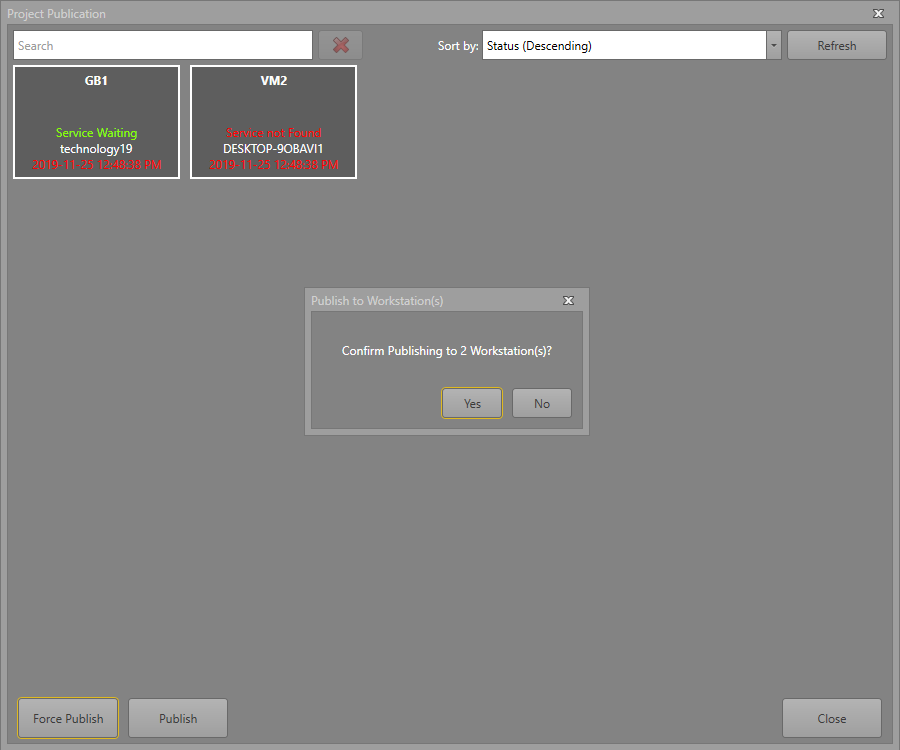 Project Publication
Search
Sort by:
Status (Descending)
Refresh
GB1
Service Waiting
technology19
2019-11-25 12:48:38 PM
VM2
Service not Found
DESKTOP-9OBAVI1
2019-11-25 12:48:38 PM
Publish to Workstation(s)
Confirm Publishing to 2 Workstation(s)?
Yes
No
Force Publish
Publish
Close